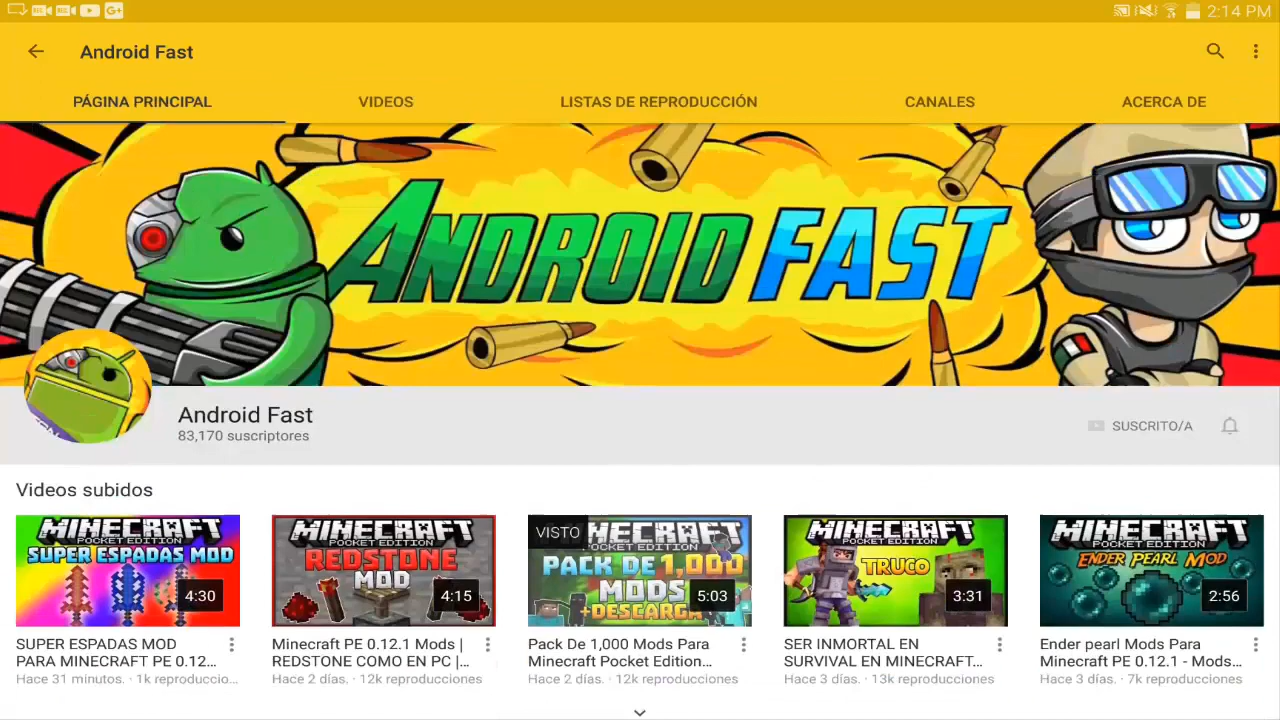 2:14 PM
Android Fast
PÁGINA PRINCIPAL VIDEOS LISTAS DE REPRODUCCIÓN CANALES ACERCA DE
ANDROID FAST
Android Fast
83,170 suscriptores
SUSCRITO/A
Videos subidos
MINECRAFT
POCKET EDITION
SUPER ESPADAS MOD
4:30
MINECRAFT
POCKET EDITION
REDSTONE
MOD
4:15
VISTO
NECRAFT
POCKET EDITION
PACK DE 1,000
MODS
+DESCARGA
5:03
MINECRAFT
POCKET EDITION
TRUCO
3:31
MINECRAFT
POCKET EDITION
ENDER PEARL MOD
2:56
SUPER ESPADAS MOD
PARA MINECRAFT PE 0.12...
Hace 31 minutos. · 1k reproduccio...
Minecraft PE 0.12.1 Mods |
REDSTONE COMO EN PC |...
Hace 2 días. · 12k reproducciones
Pack De 1,000 Mods Para
Minecraft Pocket Edition...
Hace 2 días. · 12k reproducciones
SER INMORTAL EN
SURVIVAL EN MINECRAFT...
Hace 3 días. · 13k reproducciones
Ender pearl Mods Para
Minecraft PE 0.12.1 - Mods...
Hace 3 días. · 7k reproducciones